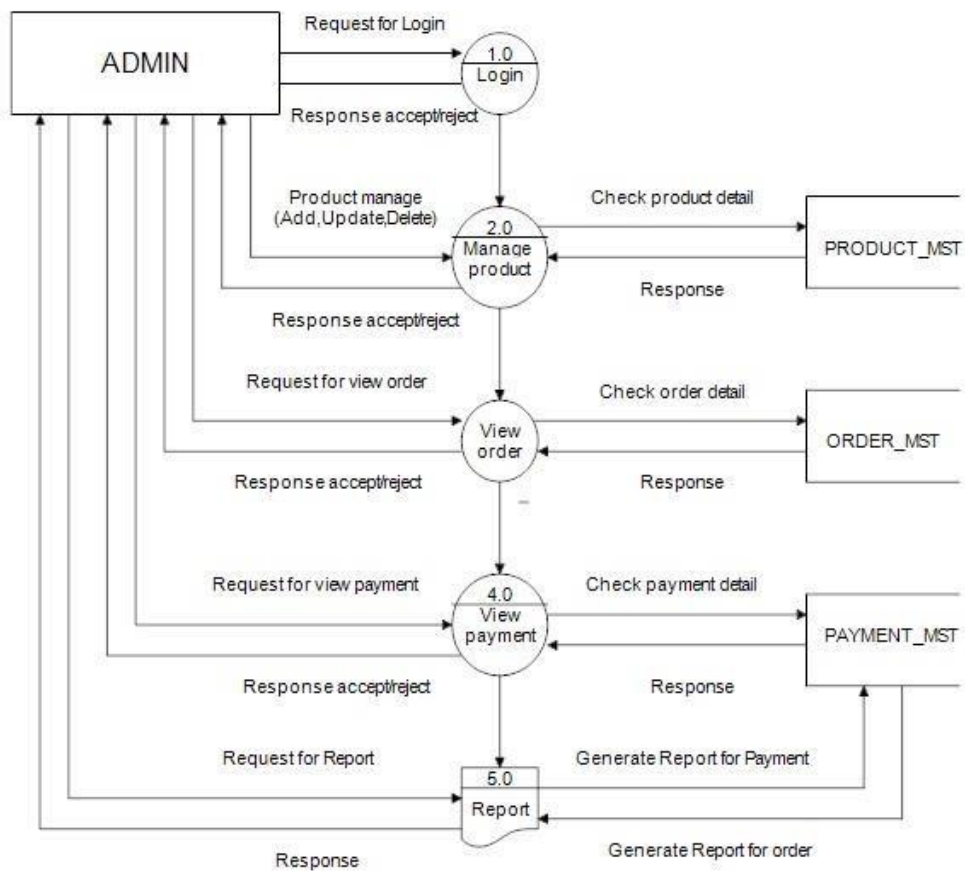 Request for Login
ADMIN
1.0
Login
Response accept/reject
Product manage
(Add,Update,Delete)
Check product detail
2.0
Manage
product
PRODUCT_MST
Response
Response accept/reject
Request for view order
Check order detail
View
order
ORDER_MST
Response accept/reject
Response
Request for view payment
Check payment detail
4.0
View
payment
PAYMENT_MST
Response accept/reject
Response
Request for Report
Generate Report for Payment
5.0
Report
Response
Generate Report for order